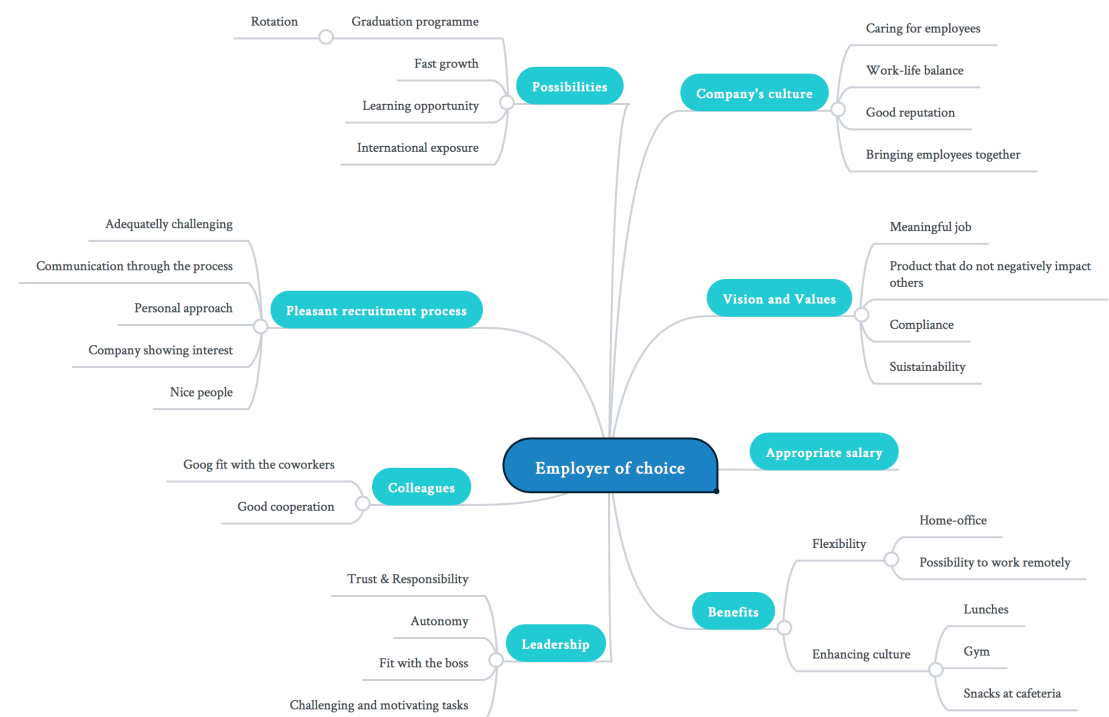 Rotation
Graduation programme
Fast growth
Learning opportunity
International exposure
Possibilities
Company's culture
Caring for employees
Work-life balance
Good reputation
Bringing employees together
Adequatelly challenging
Communication through the process
Personal approach
Company showing interest
Nice people
Pleasant recruitment process
Vision and Values
Meaningful job
Product that do not negatively impact
others
Compliance
Suistainability
Employer of choice
Appropriate salary
Goog fit with the coworkers
Good cooperation
Colleagues
Trust & Responsibility
Autonomy
Fit with the boss
Challenging and motivating tasks
Leadership
Benefits
Flexibility
Home-office
Possibility to work remotely
Enhancing culture
Lunches
Gym
Snacks at cafeteria